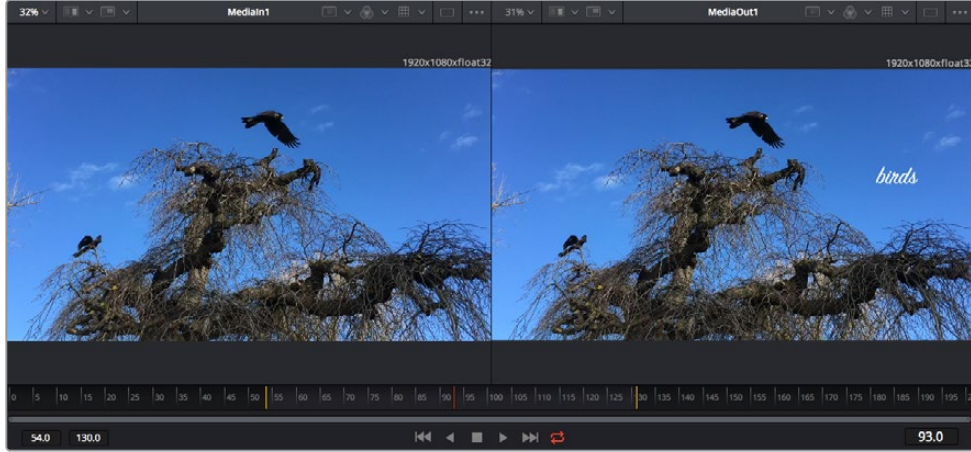 32% MediaIn1 31% MediaOut1
1920x1080xfloat32 1920x1080xfloat32
birds
0 5 10 15 20 25 30 35 40 45 50 55 60 65 70 75 80 85 90 95 100 105 110 115 120 125 130 135 140 145 150 155 160 165 170 175 180 185 190 195
54.0 130.0 93.0